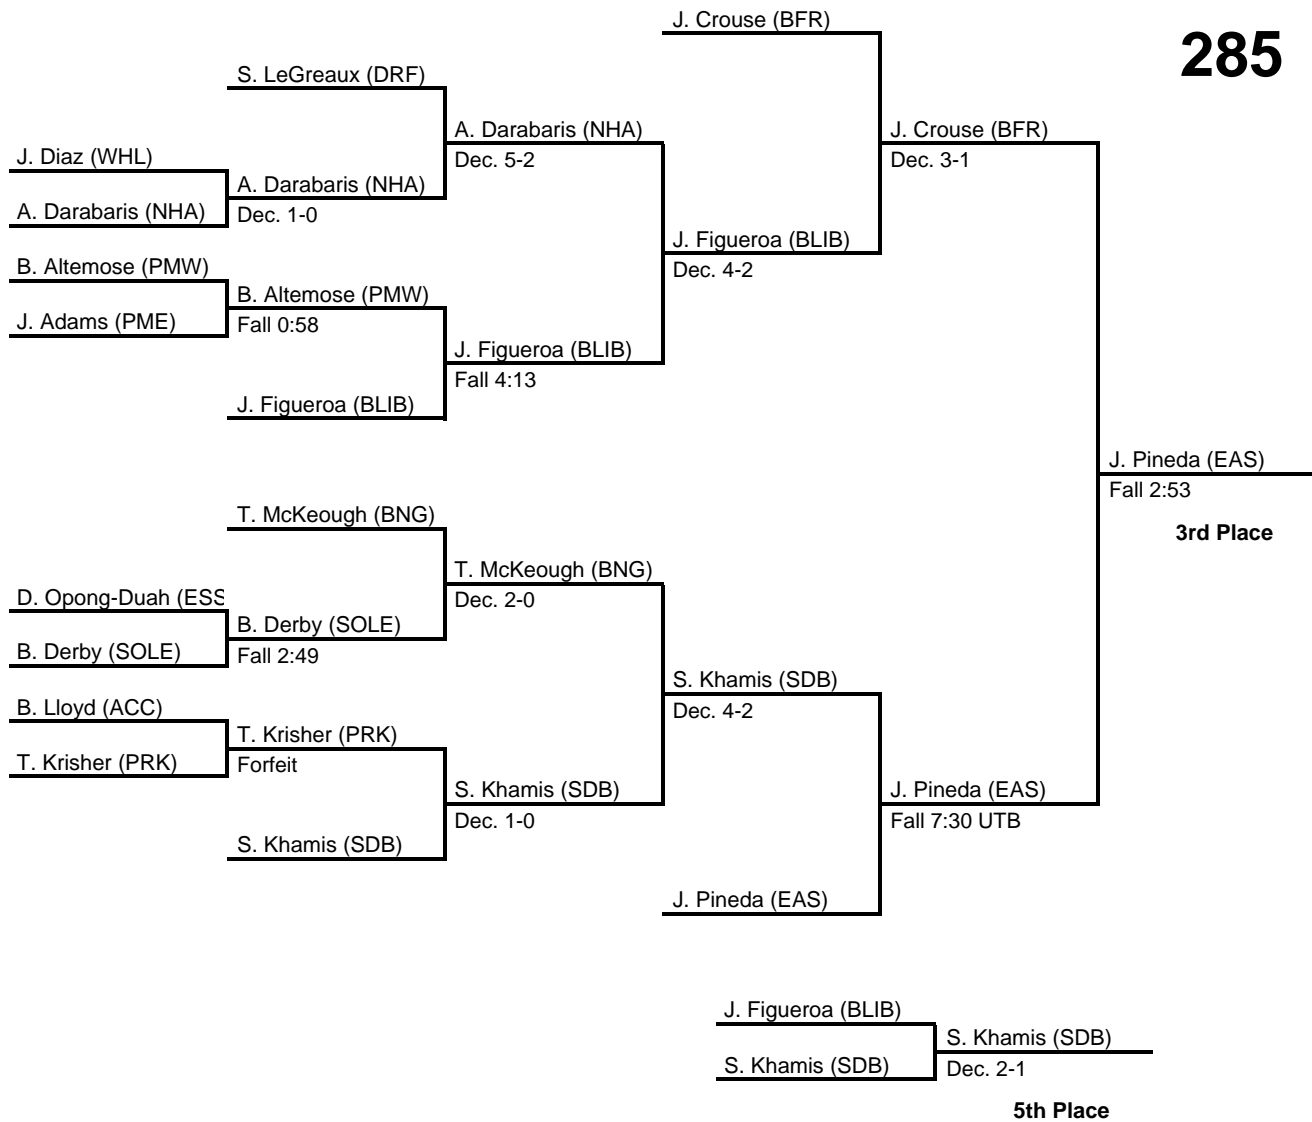 J. Crouse (BFR)
285
S. LeGreaux (DRF)
A. Darabaris (NHA)
Dec. 5-2
J. Crouse (BFR)
Dec. 3-1
J. Diaz (WHL)
A. Darabaris (NHA)
Dec. 1-0
A. Darabaris (NHA)
J. Figueroa (BLIB)
Dec. 4-2
B. Altemose (PMW)
B. Altemose (PMW)
Fall 0:58
J. Adams (PME)
J. Figueroa (BLIB)
Fall 4:13
J. Figueroa (BLIB)
J. Pineda (EAS)
Fall 2:53
3rd Place
T. McKeough (BNG)
T. McKeough (BNG)
Dec. 2-0
D. Opong-Duah (ESS
B. Derby (SOLE)
Fall 2:49
B. Derby (SOLE)
S. Khamis (SDB)
Dec. 4-2
B. Lloyd (ACC)
T. Krisher (PRK)
Forfeit
T. Krisher (PRK)
S. Khamis (SDB)
Dec. 1-0
J. Pineda (EAS)
Fall 7:30 UTB
S. Khamis (SDB)
J. Pineda (EAS)
J. Figueroa (BLIB)
S. Khamis (SDB)
Dec. 2-1
S. Khamis (SDB)
5th Place